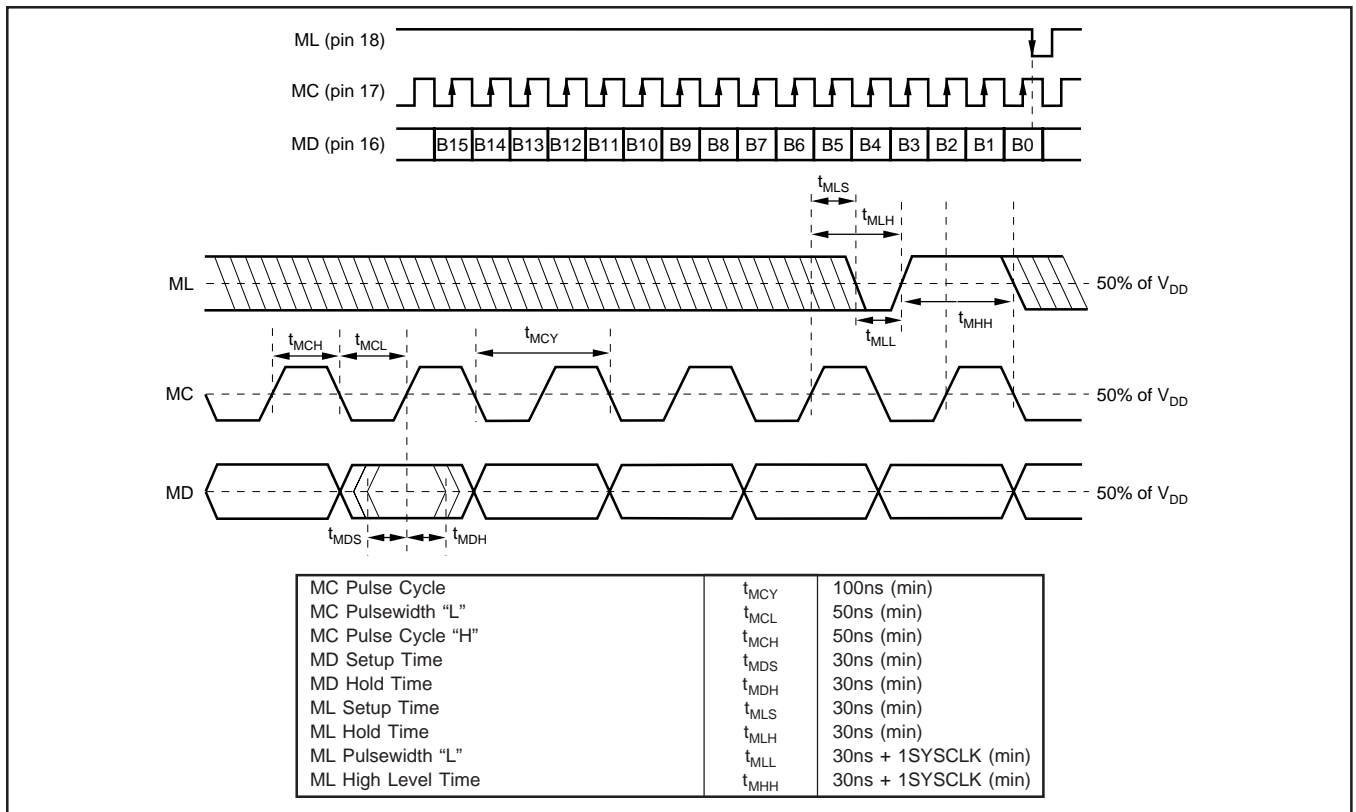 ML (pin 18)
MC (pin 17)
MD (pin 16)
B15 B14 B13 B12 B11 B10 B9 B8 B7 B6 B5 B4 B3 B2 B1 B0
tMLS
tMLH
ML
50% of VDD
tMHH
tMLL
tMCH
tMCL
tMCY
MC
50% of VDD
MD
50% of VDD
tMDS
tMDH
MC Pulse Cycle tMCY 100ns (min)
MC Pulsewidth “L” tMCL 50ns (min)
MC Pulse Cycle “H” tMCH 50ns (min)
MD Setup Time tMDS 30ns (min)
MD Hold Time tMDH 30ns (min)
ML Setup Time tMLS 30ns (min)
ML Hold Time tMLH 30ns (min)
ML Pulsewidth “L” tMLL 30ns + 1SYSCLK (min)
ML High Level Time tMHH 30ns + 1SYSCLK (min)